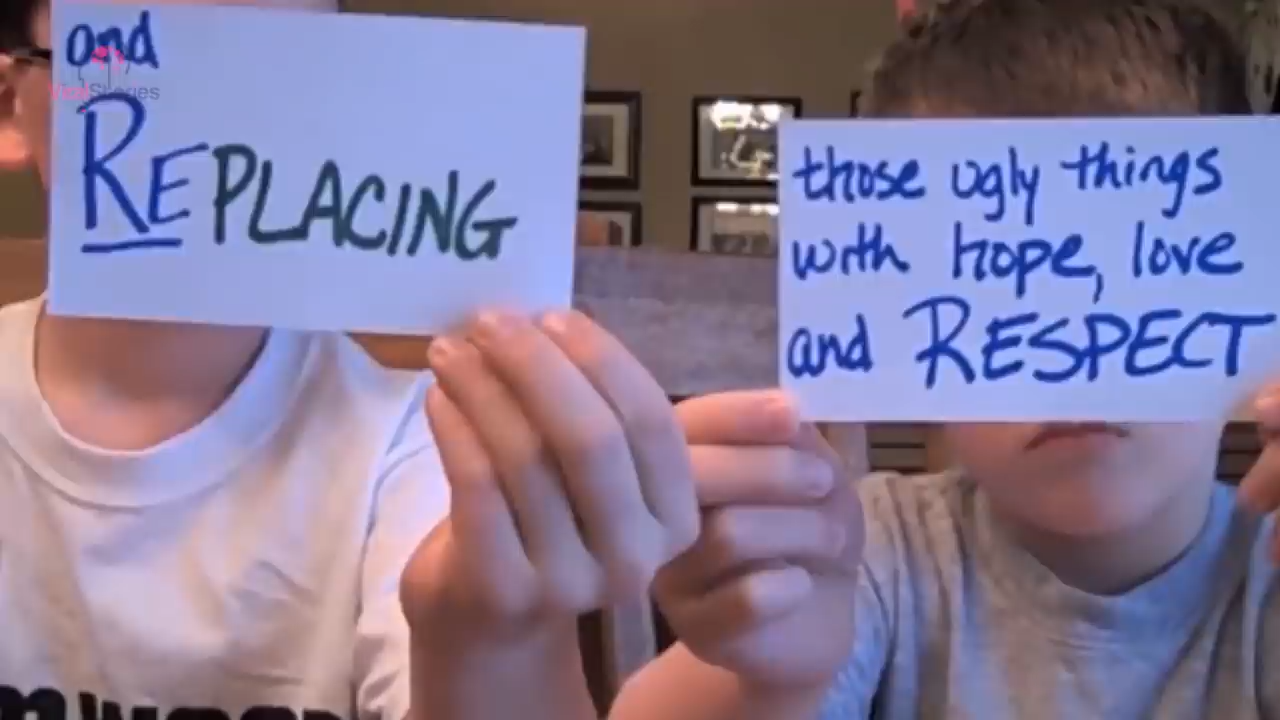 and
REPLACING
those ugly things
with hope, love
and RESPECT